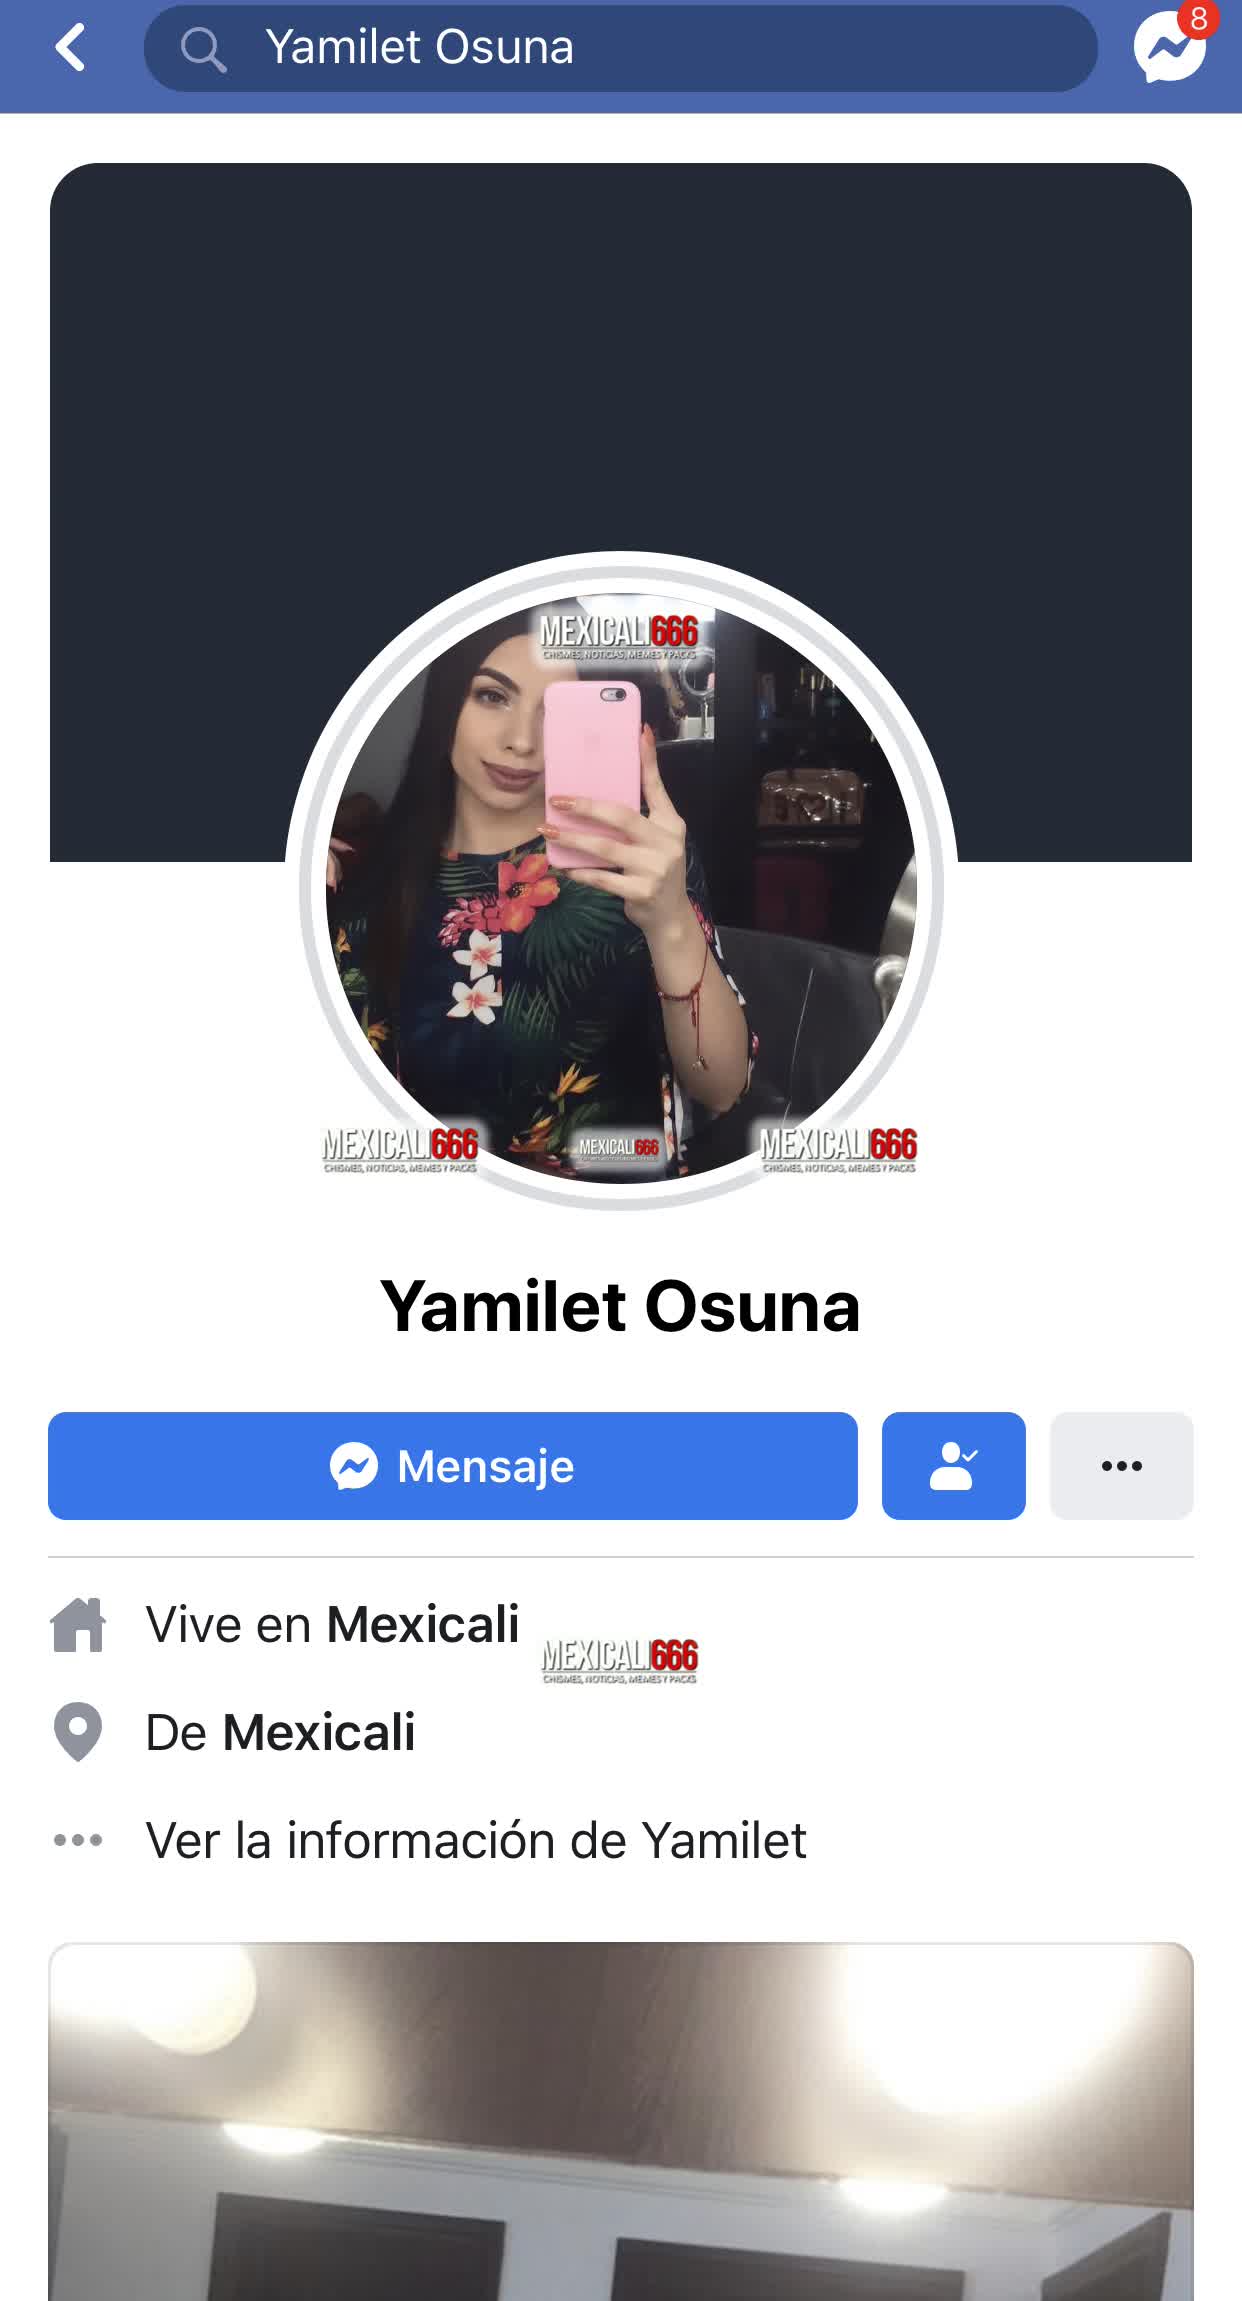 Yamilet Osuna
8
MEXICALI666
CHISMES, NOTICIAS, MEMES Y PACKS
MEXICALI666
CHISMES, NOTICIAS, MEMES Y PACKS
MEXICALI666
MEXICALI666
CHISMES, NOTICIAS, MEMES Y PACKS
Yamilet Osuna
Mensaje
Vive en Mexicali
MEXICALI666
CHISMES, NOTICIAS, MEMES Y PACKS
De Mexicali
Ver la información de Yamilet